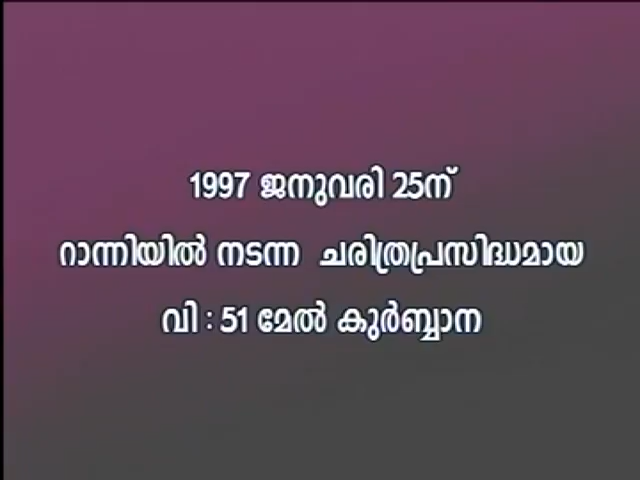 1997 ജനുവരി 25ന്
റാന്നിയിൽ നടന്ന ചരിത്രപ്രസിദ്ധമായ
വി : 51 മേൽ കുർബ്ബാന